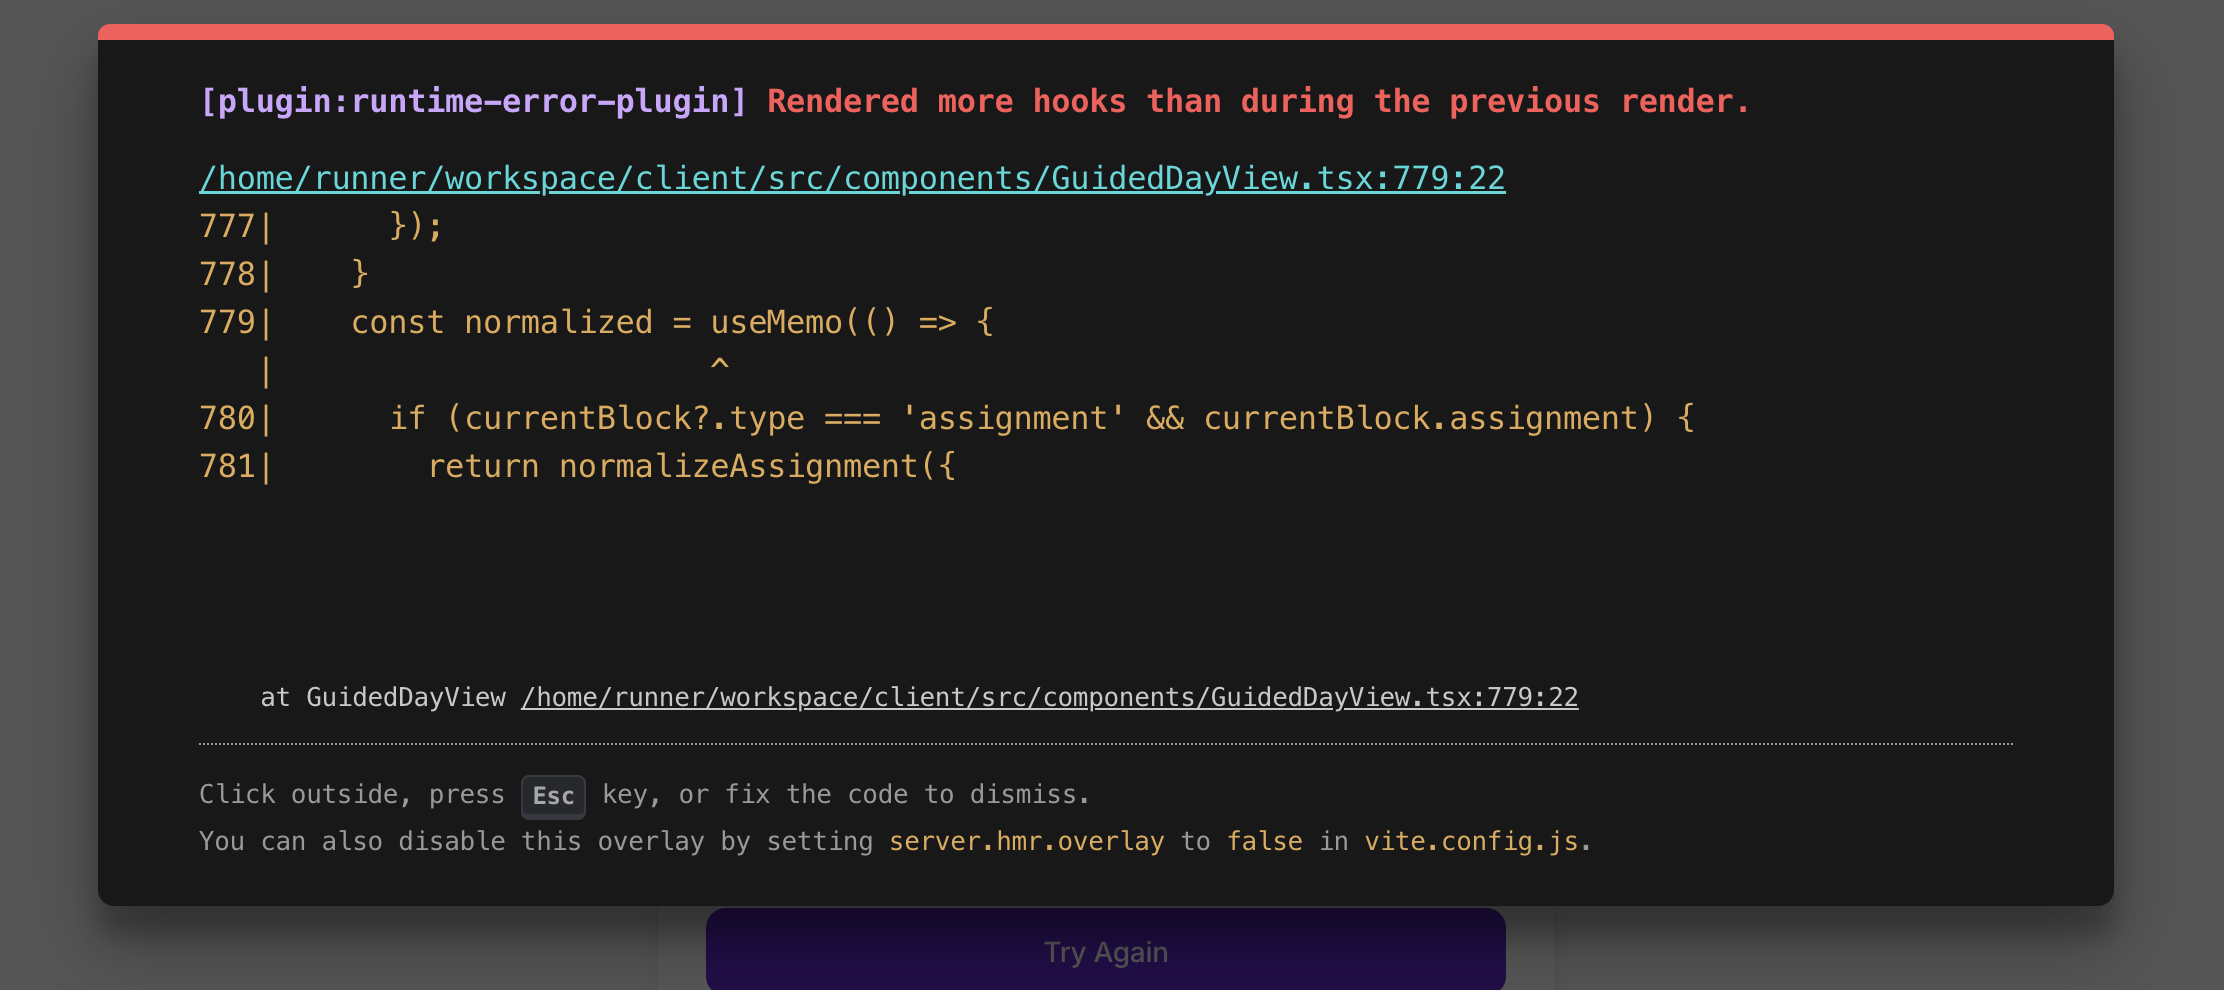 [plugin:runtime-error-plugin] Rendered more hooks than during the previous render.
/home/runner/workspace/client/src/components/GuidedDayView.tsx:779:22
777|      });
778|    }
779|    const normalized = useMemo(() => {
   |                       ^
780|      if (currentBlock?.type === 'assignment' && currentBlock.assignment) {
781|        return normalizeAssignment({
at GuidedDayView /home/runner/workspace/client/src/components/GuidedDayView.tsx:779:22
Click outside, press Esc key, or fix the code to dismiss.
You can also disable this overlay by setting server.hmr.overlay to false in vite.config.js.
Try Again